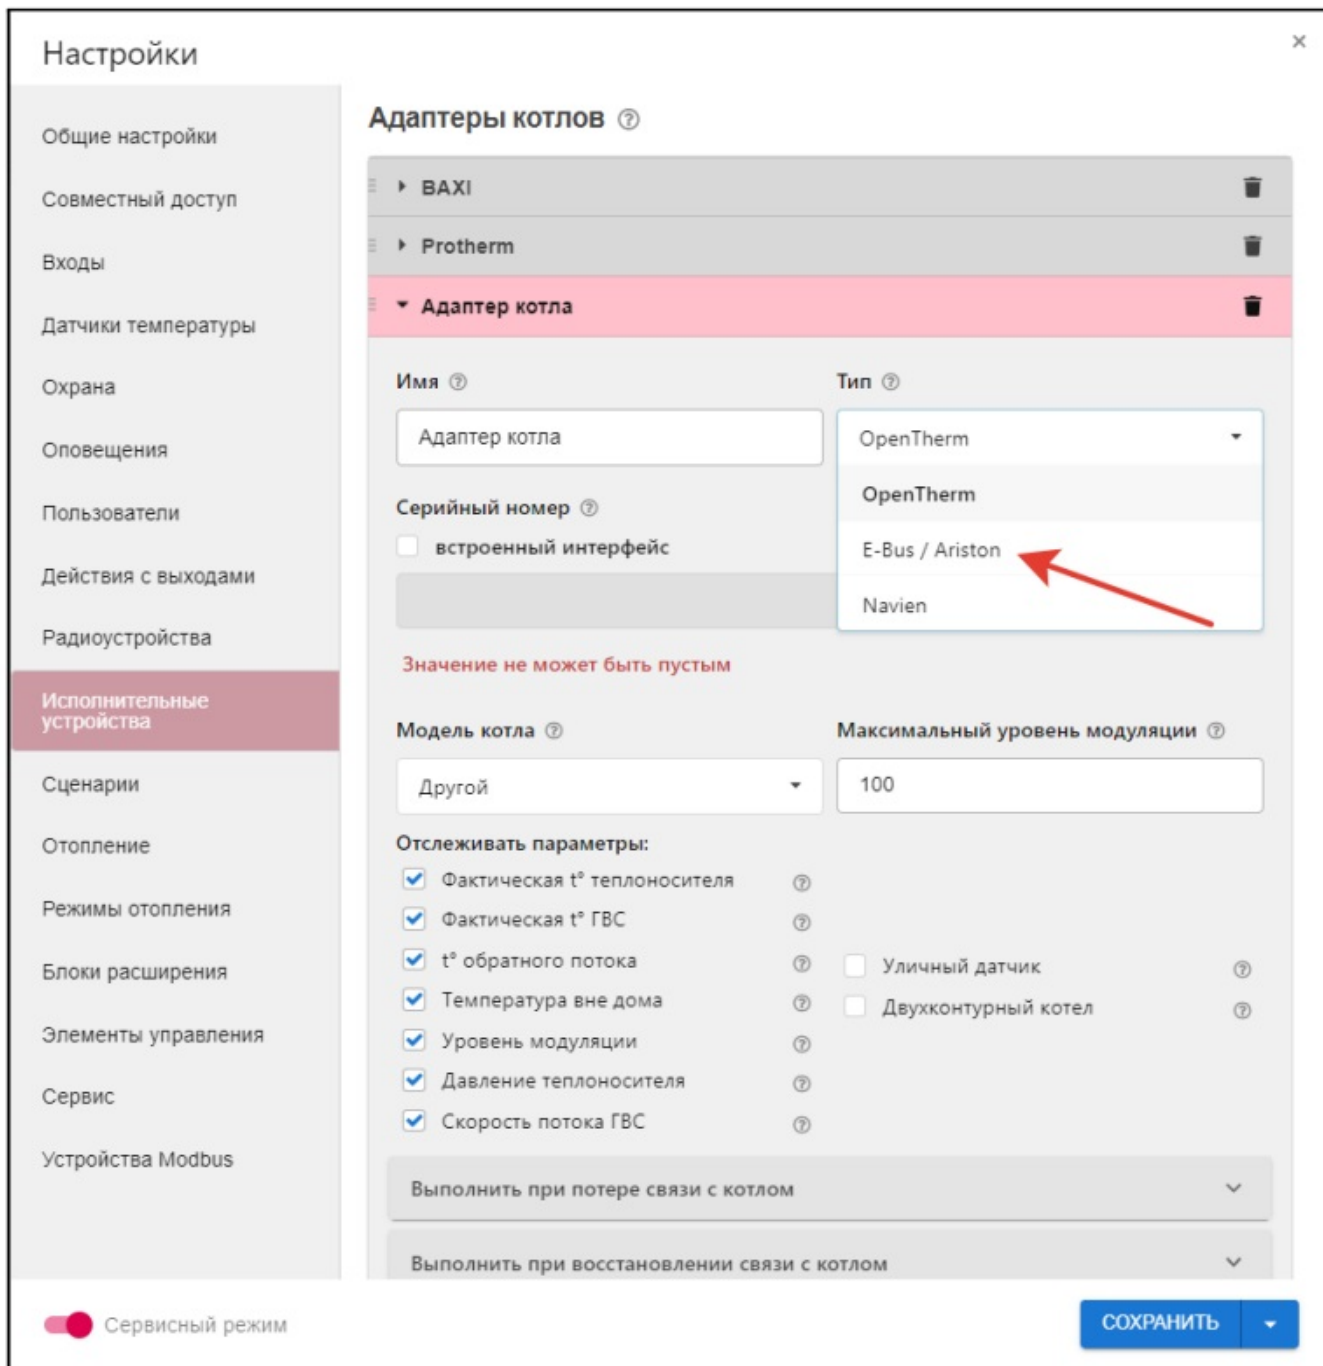 Настройки
Общие настройки
Совместный доступ
Входы
Датчики температуры
Охрана
Оповещения
Пользователи
Действия с выходами
Радиоустройства
Исполнительные
устройства
Сценарии
Отопление
Режимы отопления
Блоки расширения
Элементы управления
Сервис
Устройства Modbus
Адаптеры котлов
BAXI
Protherm
Адаптер котла
Имя
Тип
Адаптер котла
OpenTherm
OpenTherm
E-Bus / Ariston
Navien
Серийный номер
встроенный интерфейс
Значение не может быть пустым
Модель котла
Максимальный уровень модуляции
Другой
100
Отслеживать параметры:
Фактическая t° теплоносителя
Фактическая t° ГВС
t° обратного потока
Температура вне дома
Уровень модуляции
Давление теплоносителя
Скорость потока ГВС
Уличный датчик
Двухконтурный котел
Выполнить при потере связи с котлом
Выполнить при восстановлении связи с котлом
Сервисный режим
СОХРАНИТЬ